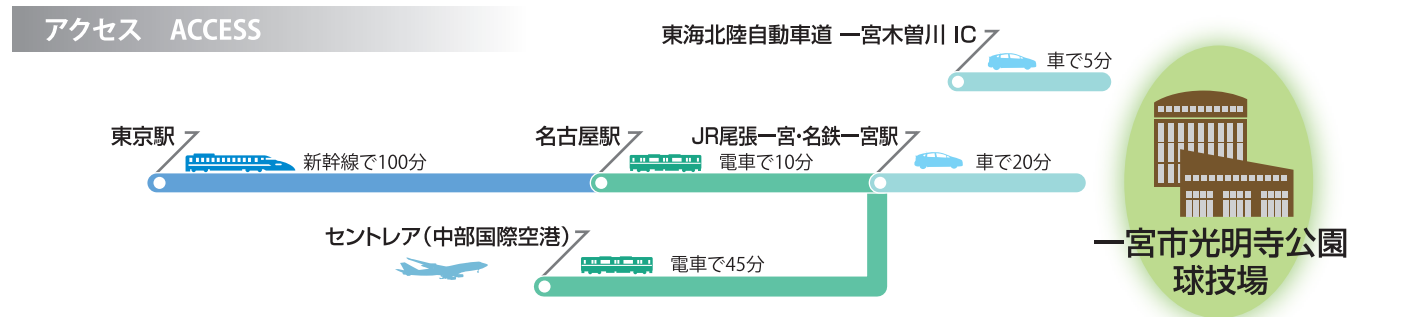 アクセス　ACCESS
東海北陸自動車道 一宮木曽川 IC
車で5分
東京駅
新幹線で100分
名古屋駅
電車で10分
JR尾張一宮・名鉄一宮駅
車で20分
セントレア（中部国際空港）
電車で45分
一宮市光明寺公園
球技場